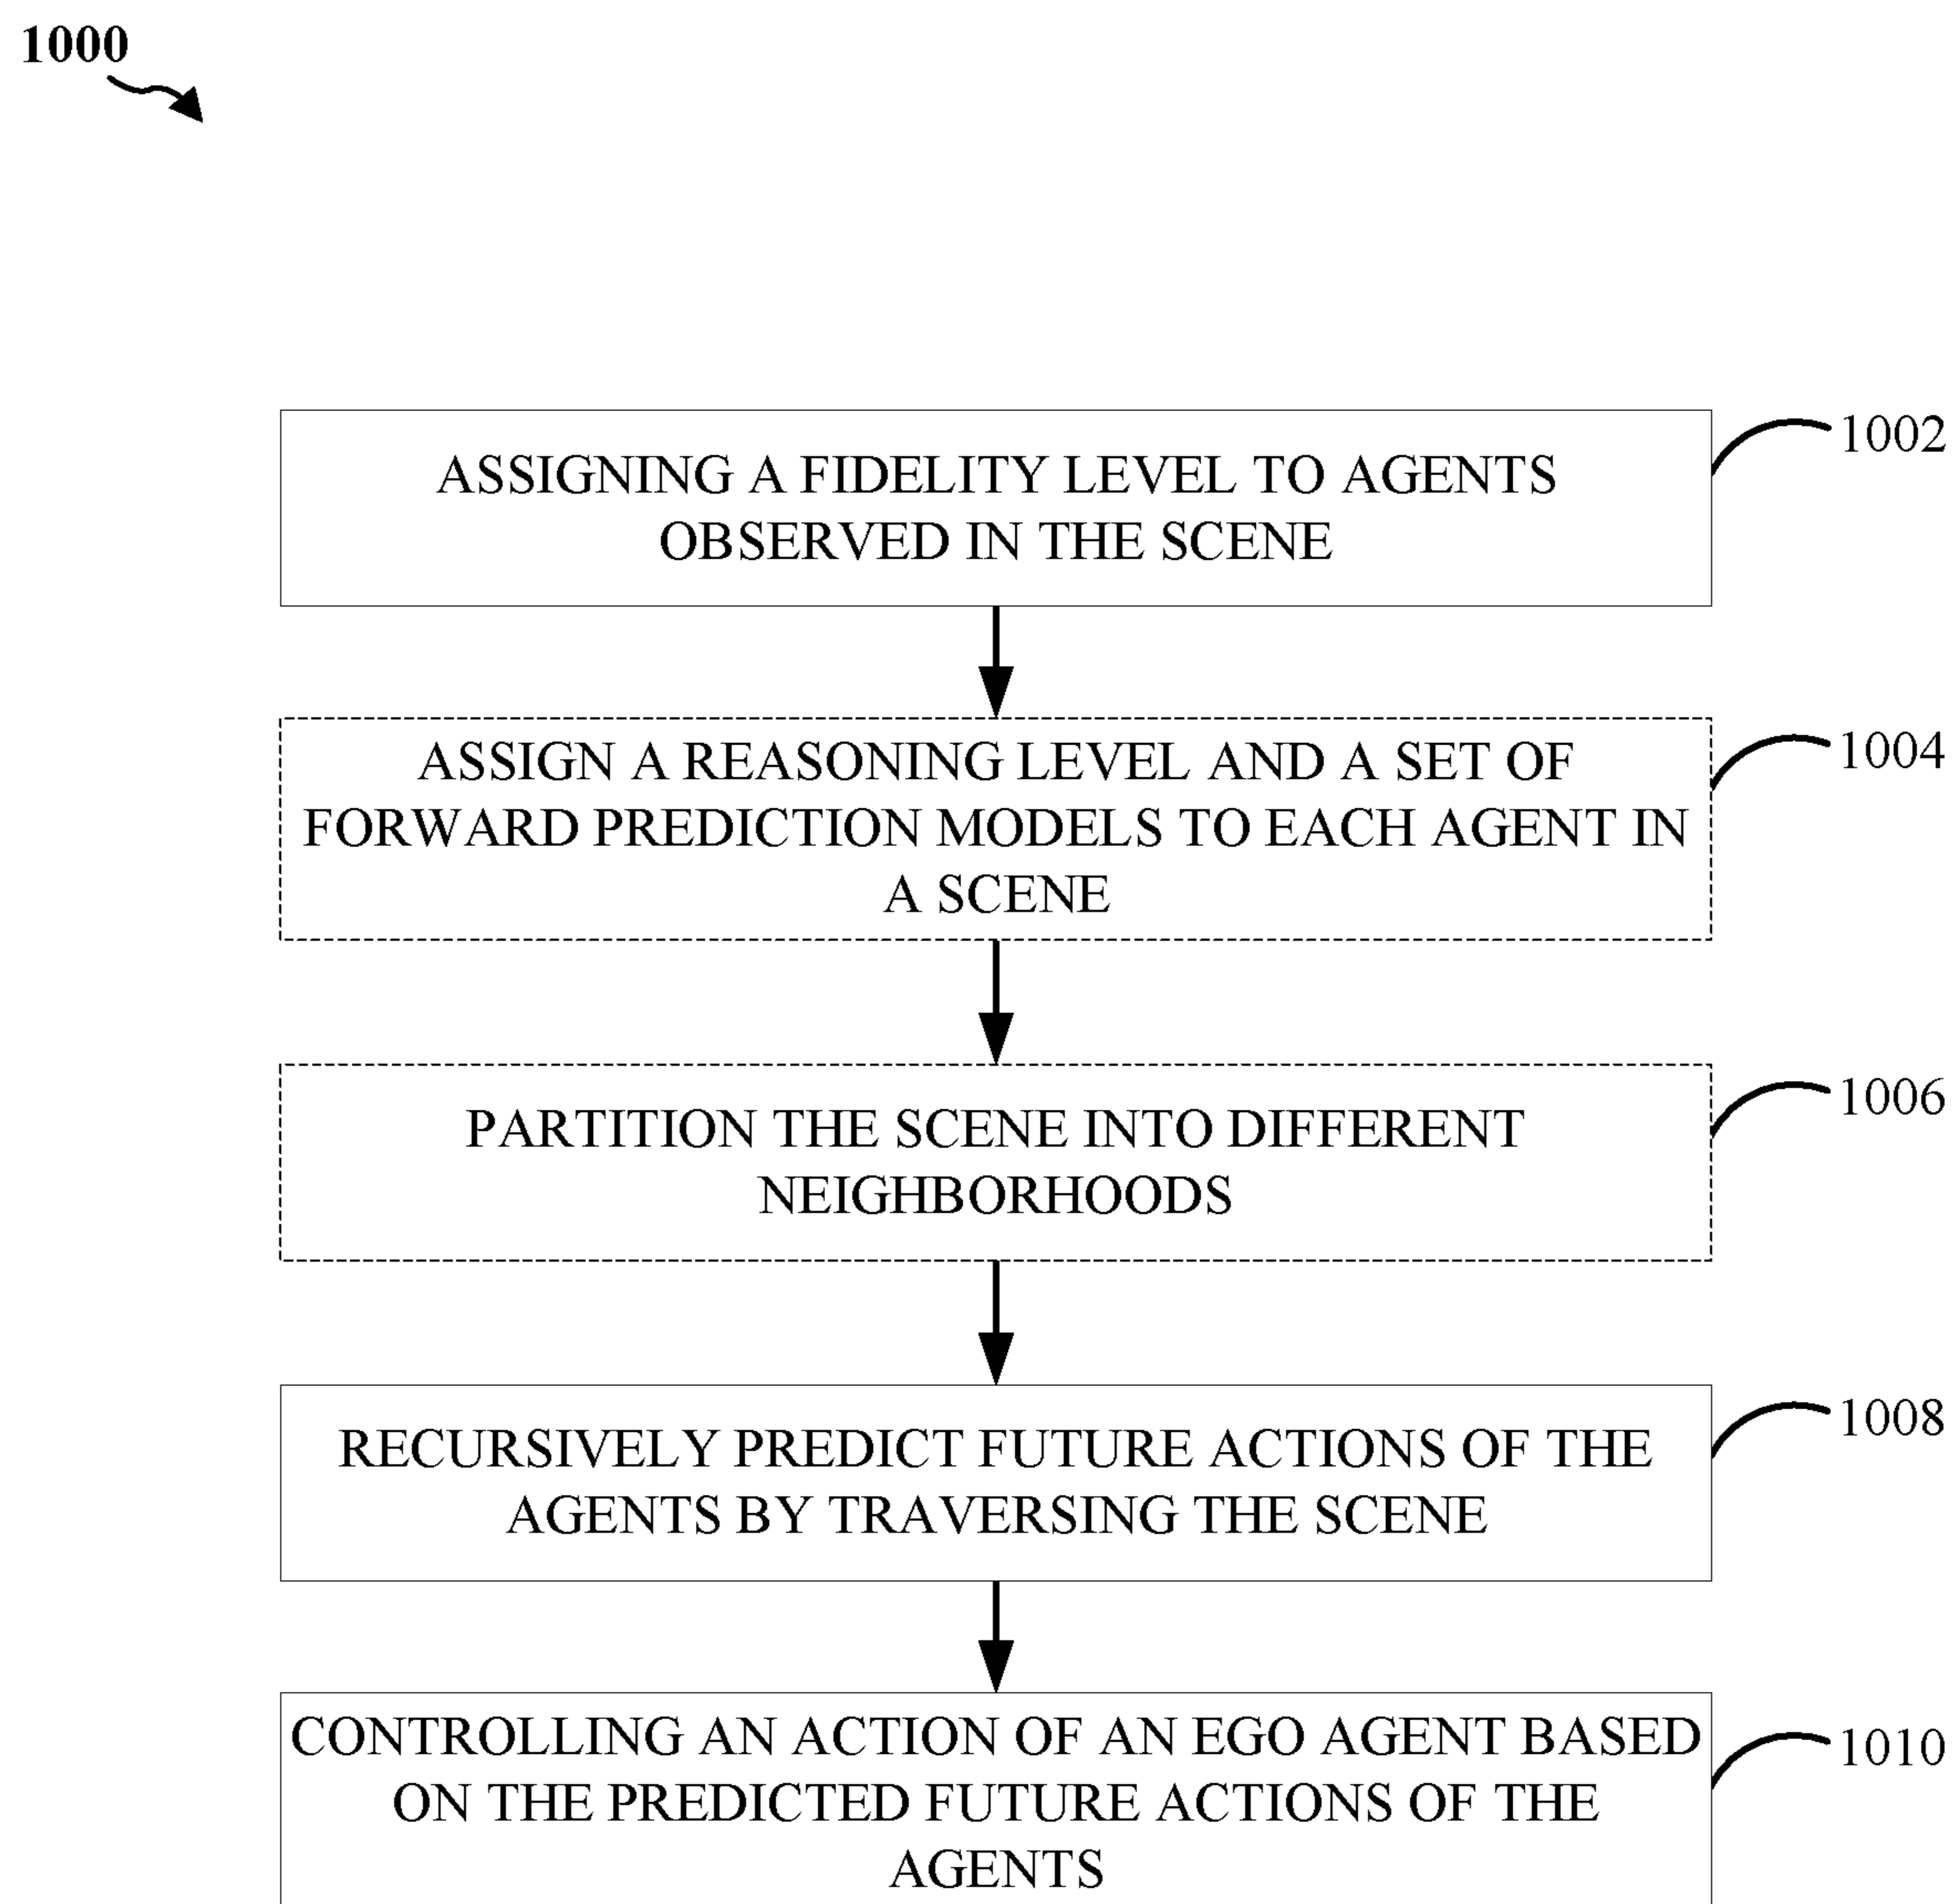 1000
ASSIGNING A FIDELITY LEVEL TO AGENTS
OBSERVED IN THE SCENE
1002
ASSIGN A REASONING LEVEL AND A SET OF
FORWARD PREDICTION MODELS TO EACH AGENT IN
A SCENE
1004
PARTITION THE SCENE INTO DIFFERENT
NEIGHBORHOODS
1006
RECURSIVELY PREDICT FUTURE ACTIONS OF THE
AGENTS BY TRAVERSING THE SCENE
1008
CONTROLLING AN ACTION OF AN EGO AGENT BASED
ON THE PREDICTED FUTURE ACTIONS OF THE
AGENTS
1010